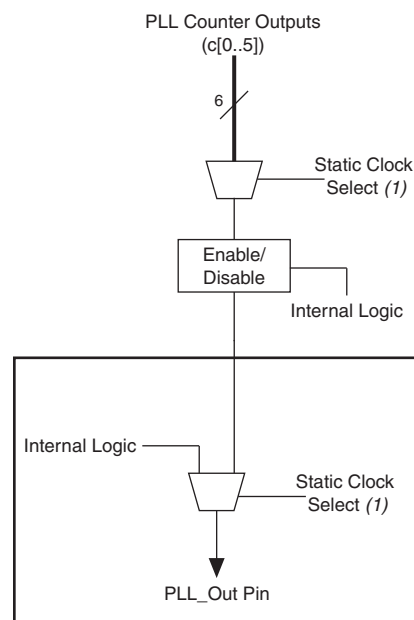 PLL Counter Outputs
(c[0..5])
6
Static Clock
Select (1)
Enable/
Disable
Internal Logic
Internal Logic
Static Clock
Select (1)
PLL_Out Pin